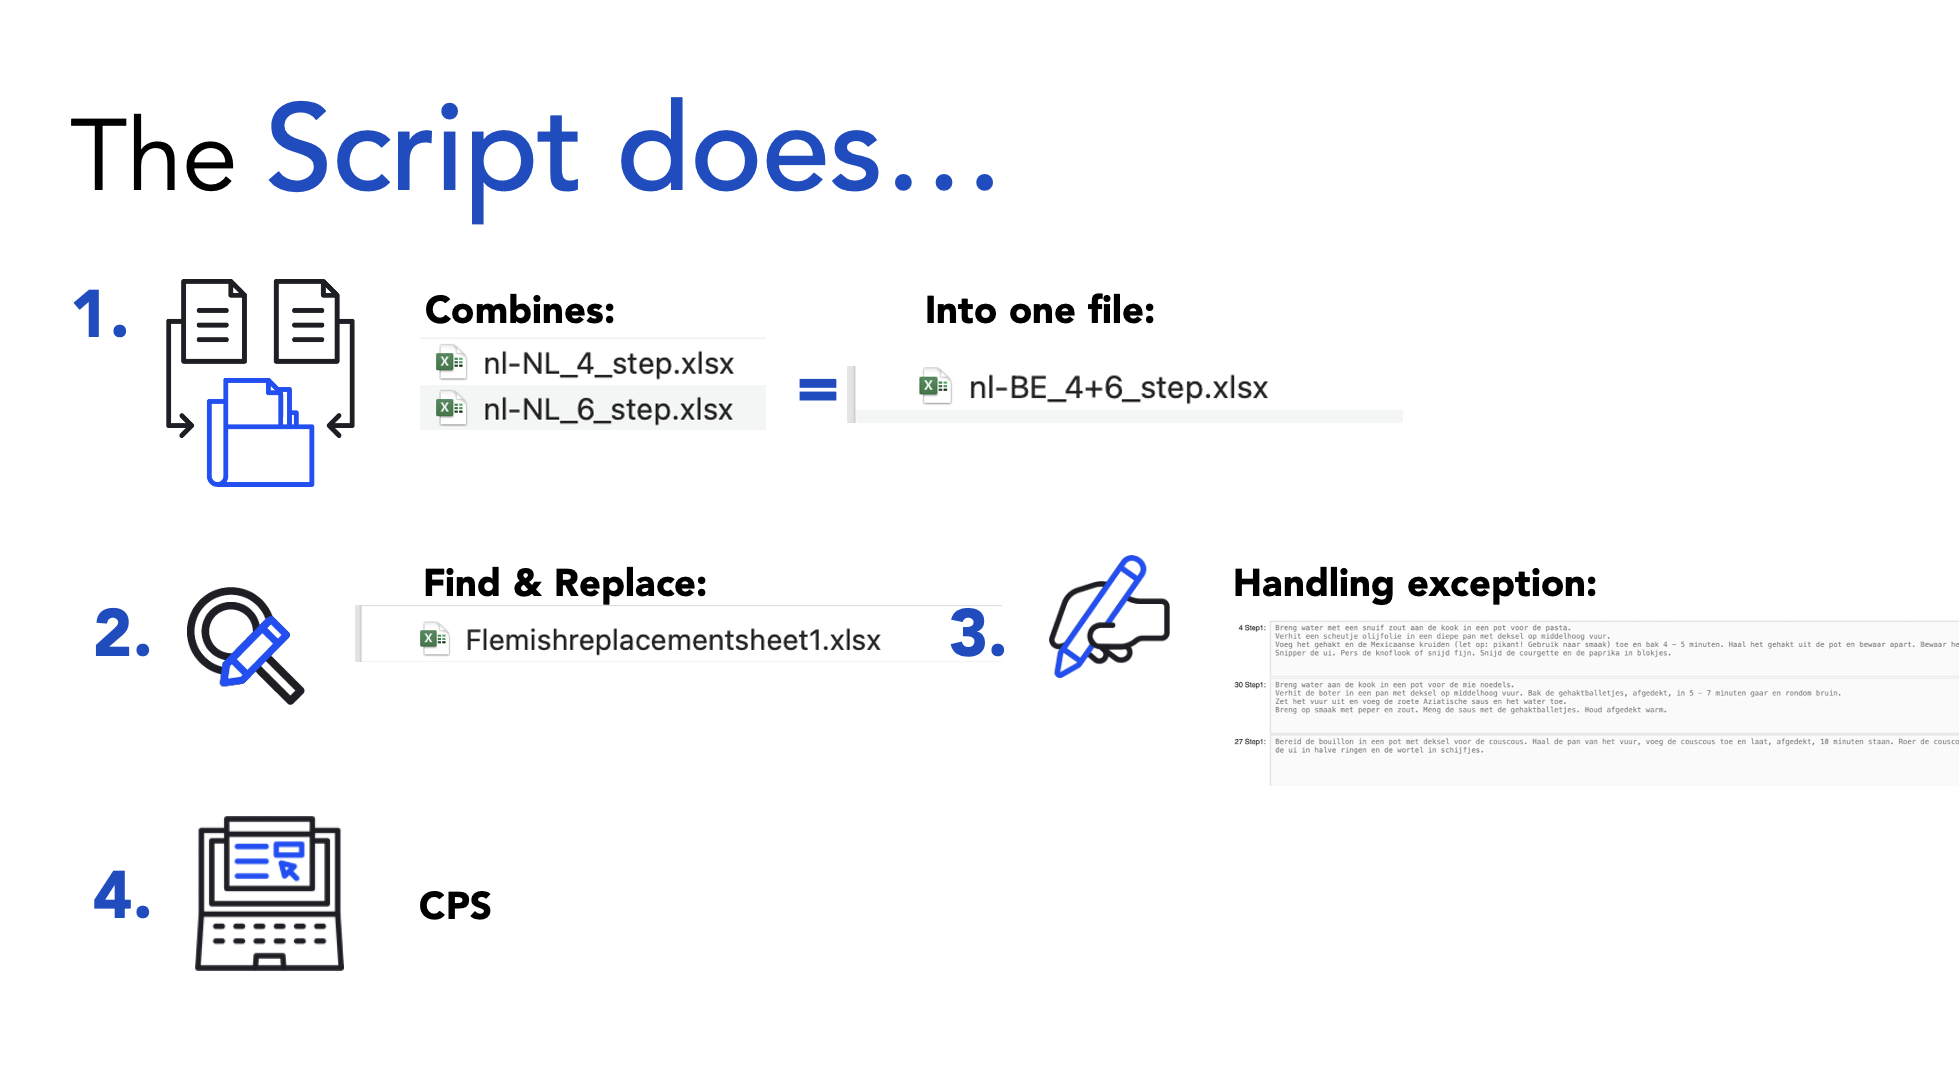 The Script does...
1.
Combines:
nl-NL_4_step.xlsx
nl-NL_6_step.xlsx
=
Into one file:
nl-BE_4+6_step.xlsx
2.
Find & Replace:
Flemishreplacementsheet1.xlsx
3.
Handling exception:
4 Step1:
Breng water met een snuif zout aan de kook in een pot voor de pasta.
Verhit een scheutje olijfolie in een diepe pan met deksel op middelhoog vuur.
Voeg het gehakt en de Mexicaanse kruiden (let op: pikant! Gebruik naar smaak) toe en bak 4 – 5 minuten. Haal het gehakt uit de pot en bewaar apart. Bewaar he
Snipper de ui. Pers de knoflook of snijd fijn. Snijd de courgette en de paprika in blokjes.
30 Step1:
Breng water aan de kook in een pot voor de mie noedels.
Verhit de boter in een pan met deksel op middelhoog vuur. Bak de gehaktballetjes, afgedekt, in 5 – 7 minuten gaar en rondom bruin.
Zet het vuur uit en voeg de zoete Aziatische saus en het water toe.
Breng op smaak met peper en zout. Meng de saus met de gehaktballetjes. Houd afgedekt warm.
27 Step1:
Bereid de bouillon in een pot met deksel voor de couscous. Haal de pan van het vuur, voeg de couscous toe en laat, afgedekt, 10 minuten staan. Roer de cousco
de ui in halve ringen en de wortel in schijfjes.
4.
CPS